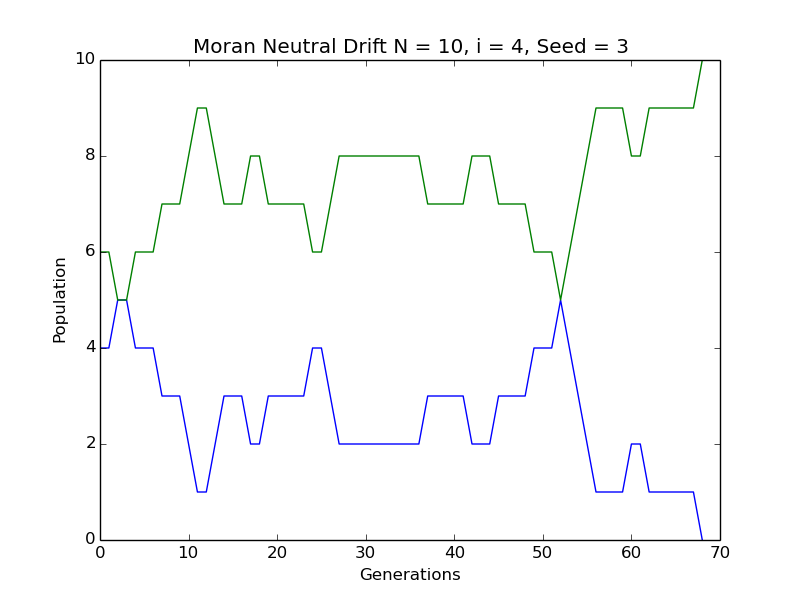 Moran Neutral Drift N = 10, i = 4, Seed = 3
10
8
6
4
2
0
Population
0 10 20 30 40 50 60 70
Generations